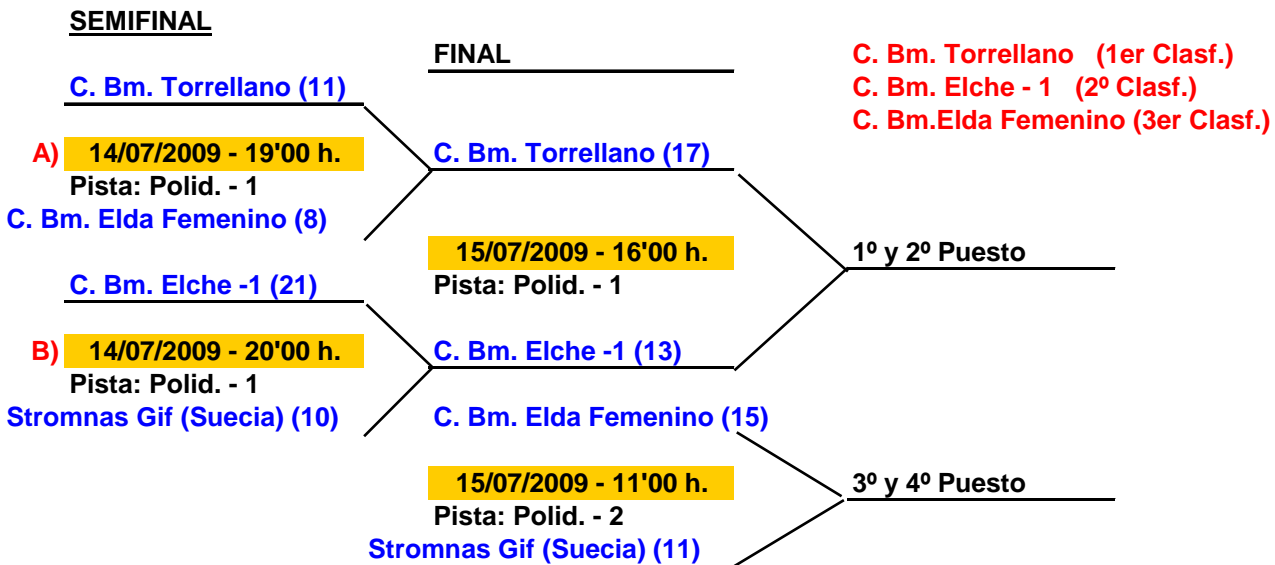 SEMIFINAL
C. Bm. Torrellano (11)
A) 14/07/2009 - 19'00 h.
Pista: Polid. - 1
C. Bm. Elda Femenino (8)
C. Bm. Elche -1 (21)
B) 14/07/2009 - 20'00 h.
Pista: Polid. - 1
Stromnas Gif (Suecia) (10)
FINAL
C. Bm. Torrellano (17)
15/07/2009 - 16'00 h.
Pista: Polid. - 1
C. Bm. Elche -1 (13)
C. Bm. Elda Femenino (15)
15/07/2009 - 11'00 h.
Pista: Polid. - 2
Stromnas Gif (Suecia) (11)
C. Bm. Torrellano (1er Clasf.)
C. Bm. Elche - 1 (2º Clasf.)
C. Bm.Elda Femenino (3er Clasf.)
1º y 2º Puesto
3º y 4º Puesto